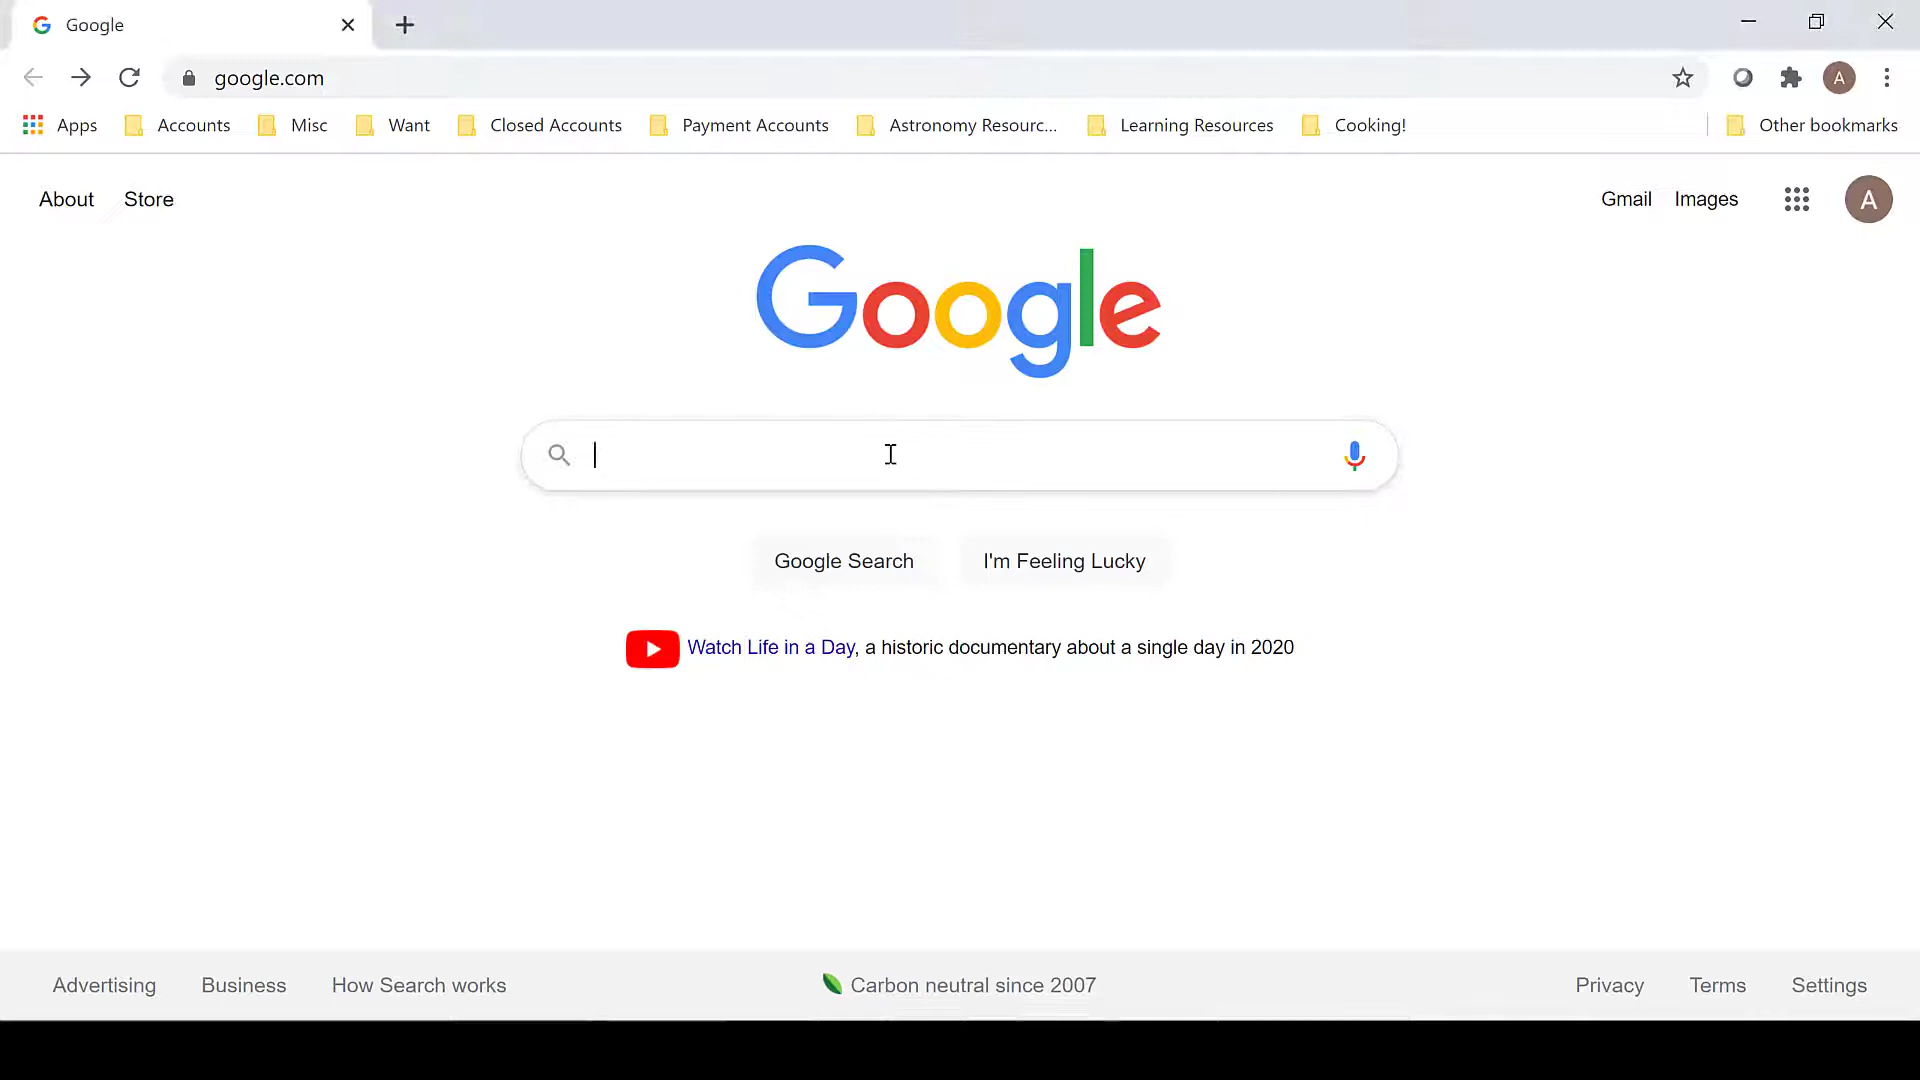 Google
google.com
Apps Accounts Misc Want Closed Accounts Payment Accounts Astronomy Resourc... Learning Resources Cooking! Other bookmarks
About Store Gmail Images A
A
Google
Google Search I'm Feeling Lucky
Watch Life in a Day, a historic documentary about a single day in 2020
Advertising Business How Search works Carbon neutral since 2007 Privacy Terms Settings